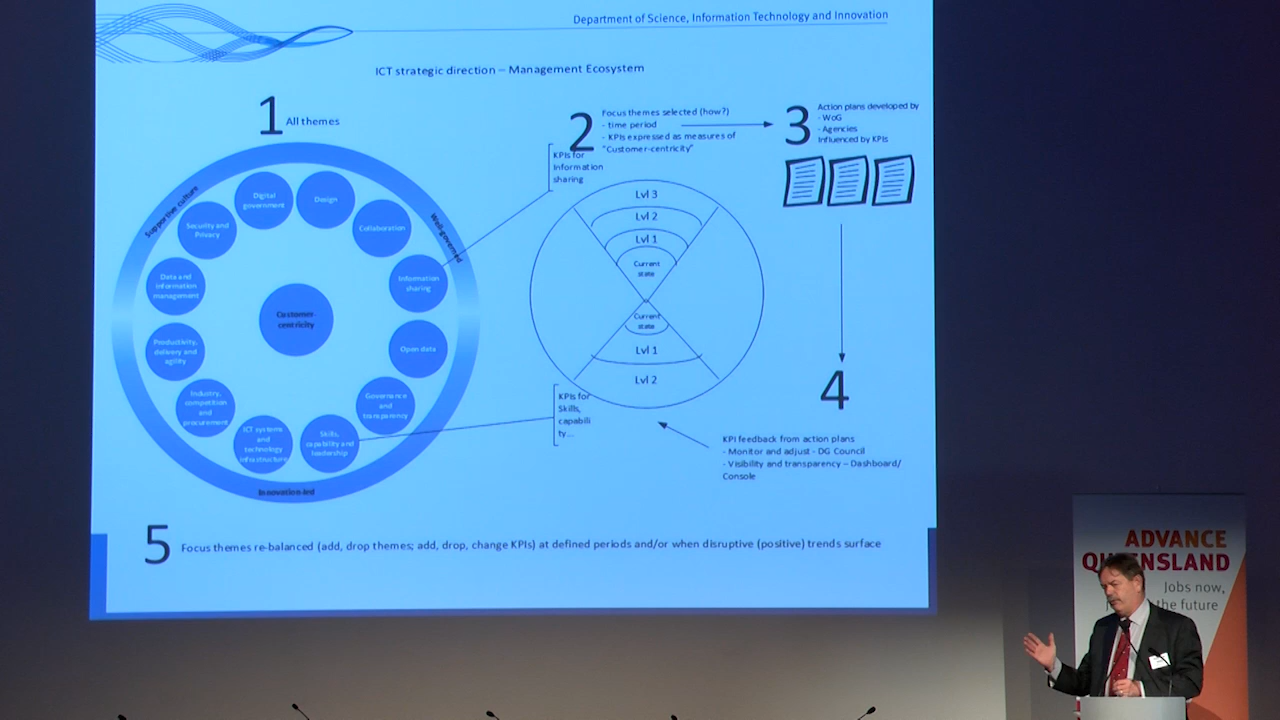 Department of Science, Information Technology and Innovation
ICT strategic direction – Management Ecosystem
1
All themes
Supportive culture
Well-governed
Innovation-led
Digital
government
Design
Collaboration
Information
sharing
Open data
Governance
and
transparency
Skills,
capability and
leadership
ICT systems
and
technology
infrastructure
Industry,
competition
and
procurement
Productivity,
delivery and
agility
Data and
information
management
Security and
Privacy
Customer-
centricity
2
Focus themes selected (how?)
- time period
- KPIs expressed as measures of
"Customer-centricity"
KPIs for
Information
sharing
Lvl 3
Lvl 2
Lvl 1
Current
state
Current
state
Lvl 1
Lvl 2
KPIs for
Skills,
capabili
ty...
3
Action plans developed by
- WoG
- Agencies
Influenced by KPIs
4
KPI feedback from action plans
- Monitor and adjust - DG Council
- Visibility and transparency – Dashboard/
Console
5
Focus themes re-balanced (add, drop themes; add, drop, change KPIs) at defined periods and/or when disruptive (positive) trends surface
ADVANCE
QUEENSLAND
Jobs now,
the future